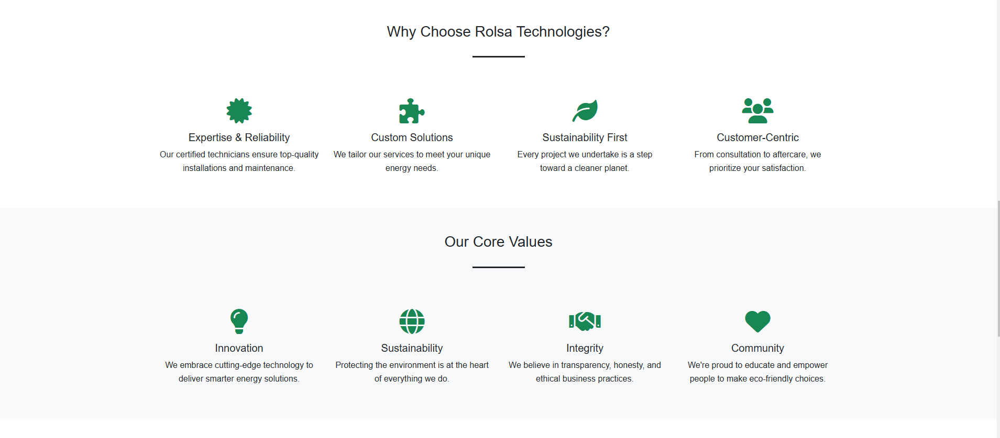 Why Choose Rolsa Technologies?
Expertise & Reliability
Our certified technicians ensure top-quality
installations and maintenance.
Custom Solutions
We tailor our services to meet your unique
energy needs.
Sustainability First
Every project we undertake is a step
toward a cleaner planet.
Customer-Centric
From consultation to aftercare, we
prioritize your satisfaction.
Our Core Values
Innovation
We embrace cutting-edge technology to
deliver smarter energy solutions.
Sustainability
Protecting the environment is at the heart
of everything we do.
Integrity
We believe in transparency, honesty, and
ethical business practices.
Community
We're proud to educate and empower
people to make eco-friendly choices.